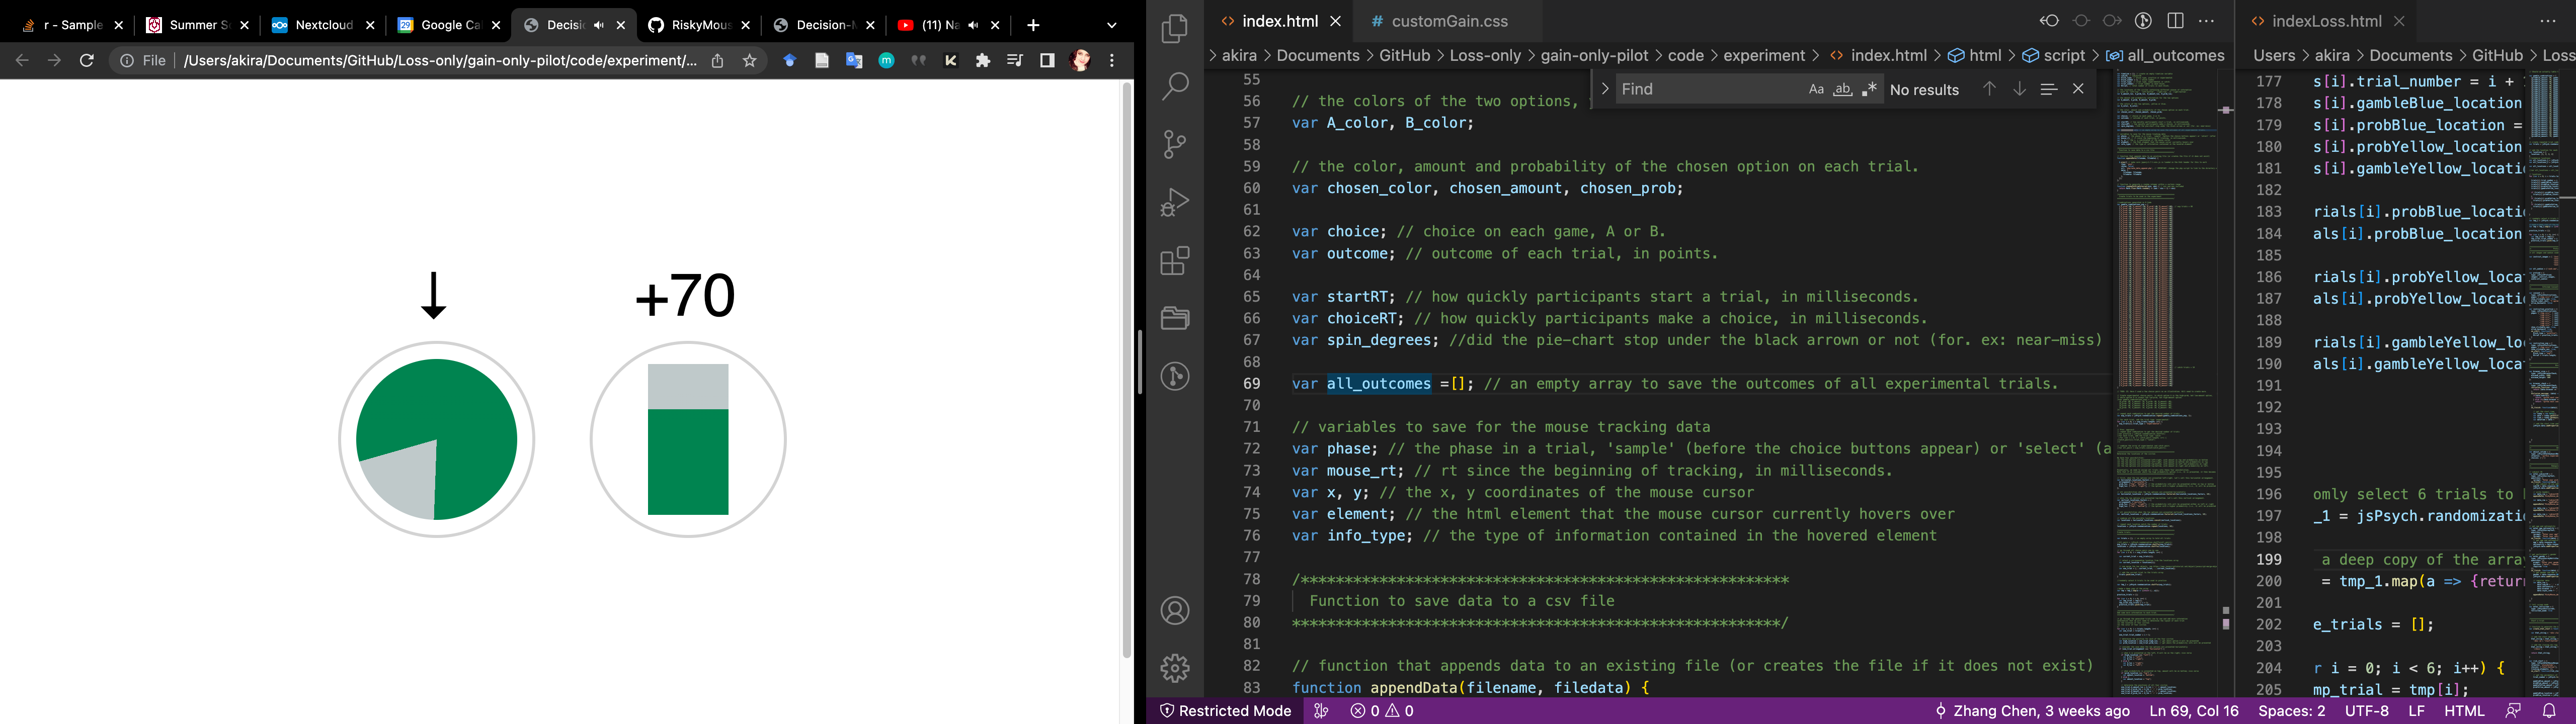 r - Sample
Summer S
Nextcloud
Google Ca
Decisi
RiskyMous
Decision-M
(11) Na
File
/Users/akira/Documents/GitHub/Loss-only/gain-only-pilot/code/experiment/...
+70
index.html
customGain.css
> akira > Documents > GitHub > Loss-only > gain-only-pilot > code > experiment > index.html > html > script > all_outcomes
Find
Aa
ab
No results
55
56 // the colors of the two options,
57 var A_color, B_color;
58
59 // the color, amount and probability of the chosen option on each trial.
60 var chosen_color, chosen_amount, chosen_prob;
61
62 var choice; // choice on each game, A or B.
63 var outcome; // outcome of each trial, in points.
64
65 var startRT; // how quickly participants start a trial, in milliseconds.
66 var choiceRT; // how quickly participants make a choice, in milliseconds.
67 var spin_degrees; //did the pie-chart stop under the black arrown or not (for. ex: near-miss)
68
69 var all_outcomes =[]; // an empty array to save the outcomes of all experimental trials.
70
71 // variables to save for the mouse tracking data
72 var phase; // the phase in a trial, 'sample' (before the choice buttons appear) or 'select' (a
73 var mouse_rt; // rt since the beginning of tracking, in milliseconds.
74 var x, y; // the x, y coordinates of the mouse cursor
75 var element; // the html element that the mouse cursor currently hovers over
76 var info_type; // the type of information contained in the hovered element
77
78 /********************************************************
79 Function to save data to a csv file
80 ********************************************************/
81
82 // function that appends data to an existing file (or creates the file if it does not exist)
83 function appendData(filename, filedata) {
indexLoss.html
Users > akira > Documents > GitHub > Loss
177 s[i].trial_number = i +
178 s[i].gambleBlue_location
179 s[i].probBlue_location =
180 s[i].probYellow_location
181 s[i].gambleYellow_locati
182
183 rials[i].probBlue_locati
184 als[i].probBlue_location
185
186 rials[i].probYellow_loca
187 als[i].probYellow_locati
188
189 rials[i].gambleYellow_lo
190 als[i].gambleYellow_loca
191
192
193
194
195
196 only select 6 trials to
197 _1 = jsPsych.randomizati
198
199 a deep copy of the arra
200 = tmp_1.map(a => {retur
201
202 e_trials = [];
203
204 r i = 0; i < 6; i++) {
205 mp_trial = tmp[i];
Restricted Mode
0
0
Zhang Chen, 3 weeks ago
Ln 69, Col 16
Spaces: 2
UTF-8
LF
HTML